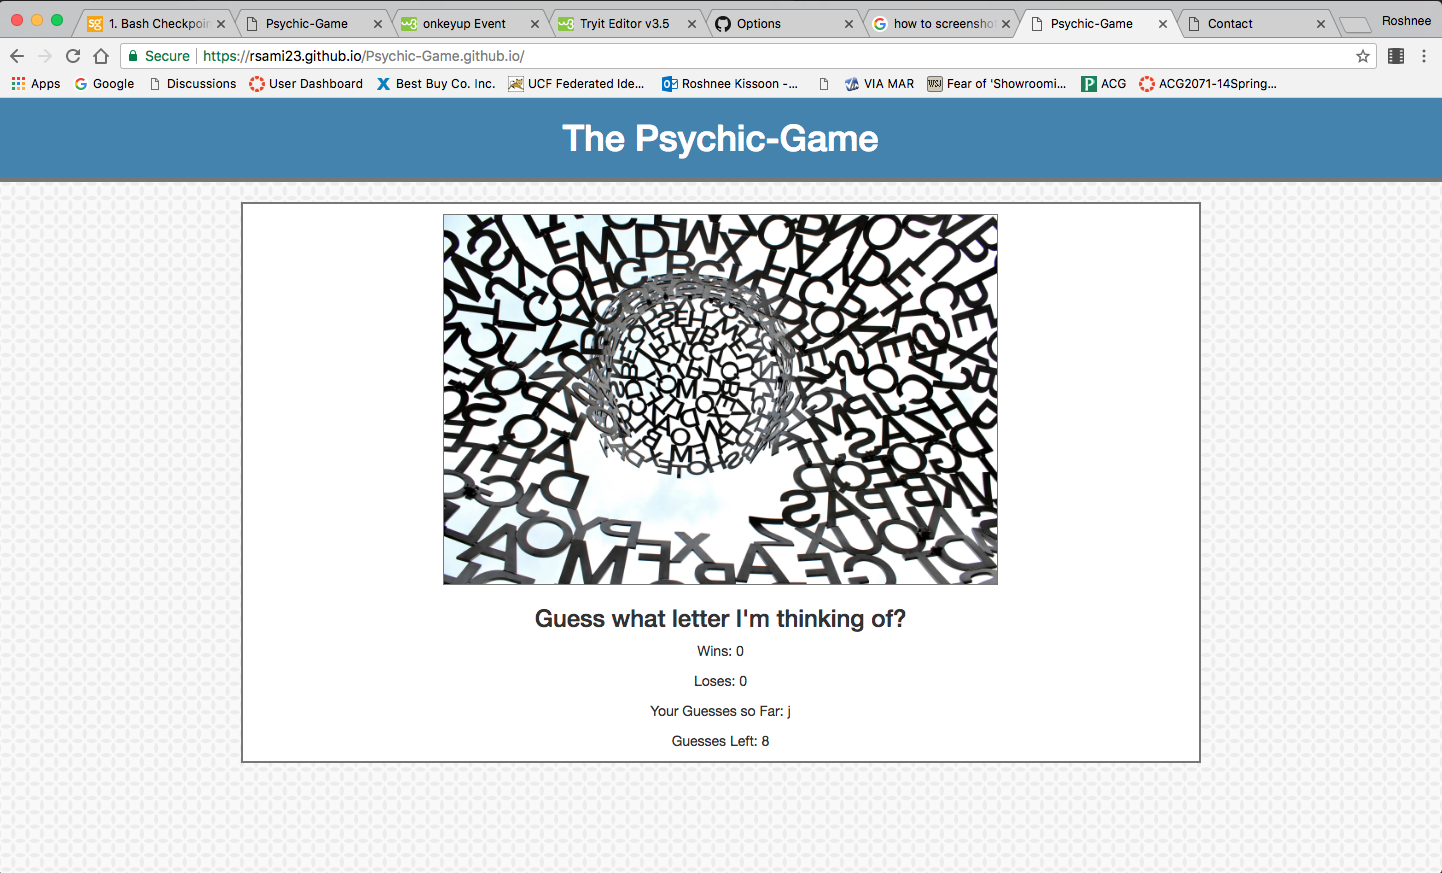 1. Bash Checkpoin
Psychic-Game
onkeyup Event
Tryit Editor v3.5
Options
how to screensho
Psychic-Game
Contact
Roshnee
Secure
https://rsami23.github.io/Psychic-Game.github.io/
Apps
Google
Discussions
User Dashboard
Best Buy Co. Inc.
UCF Federated Ide...
Roshnee Kissoon -...
VIA MAR
Fear of 'Showroomi...
ACG
ACG2071-14Spring...
The Psychic-Game
Guess what letter I'm thinking of?
Wins: 0
Loses: 0
Your Guesses so Far: j
Guesses Left: 8